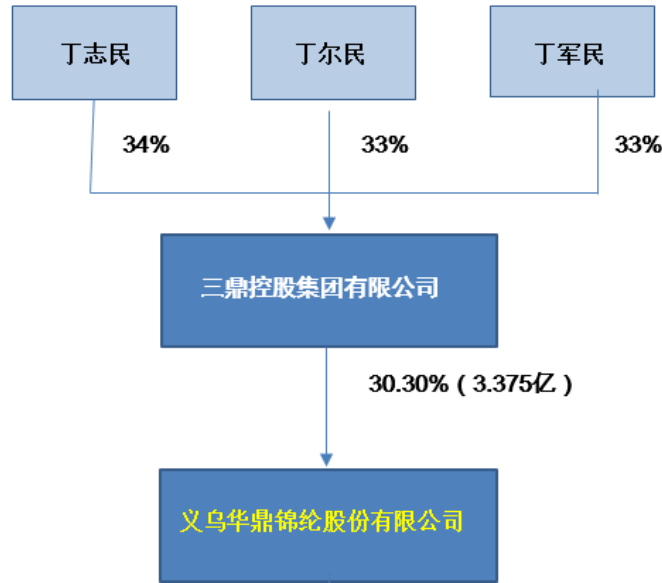 丁志民
丁尔民
丁军民
34%
33%
33%
三鼎控股集团有限公司
30.30%（3.375亿）
义乌华鼎锦纶股份有限公司